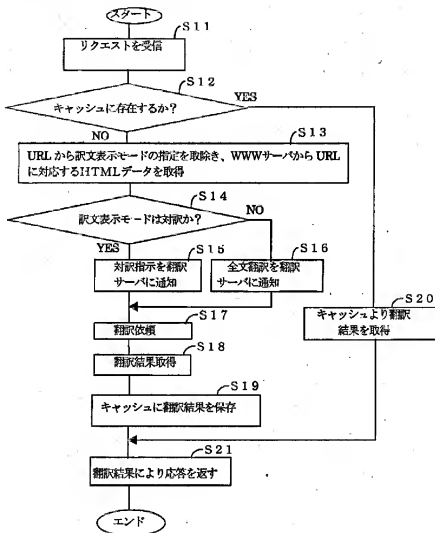 スタート
S11
リクエストを受信
S12
キャッシュに存在するか?
YES
NO
S13
URLから訳文表示モードの指定を取除き、WWWサーバからURL
に対応するHTMLデータを取得
S14
訳文表示モードは対訳か?
NO
YES
S15
S16
対訳指示を翻訳
サーバに通知
全文翻訳を翻訳
サーバに通知
S17
翻訳依頼
S18
翻訳結果取得
S19
キャッシュに翻訳結果を保存
S20
キャッシュより翻訳
結果を取得
S21
翻訳結果により応答を返す
エンド